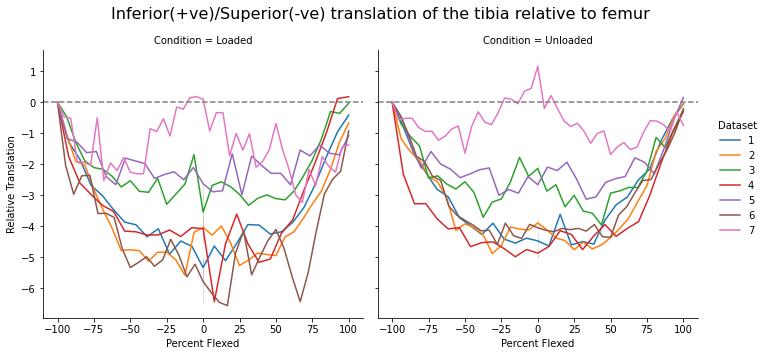 Inferior(+ve)/Superior(-ve) translation of the tibia relative to femur
Condition = Loaded
Condition = Unloaded
Relative Translation
1
0
−1
−2
−3
−4
−5
−6
−100 −75 −50 −25 0 25 50 75 100
−100 −75 −50 −25 0 25 50 75 100
Percent Flexed
Percent Flexed
Dataset
1
2
3
4
5
6
7